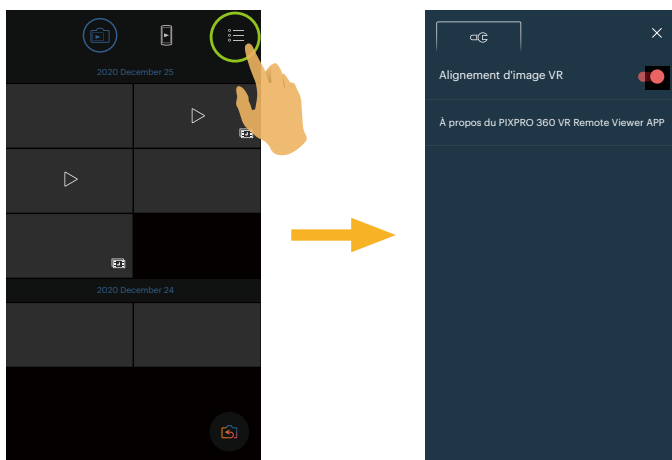 2020 December 25
2020 December 24
Alignement d'image VR
À propos du PIXPRO 360 VR Remote Viewer APP